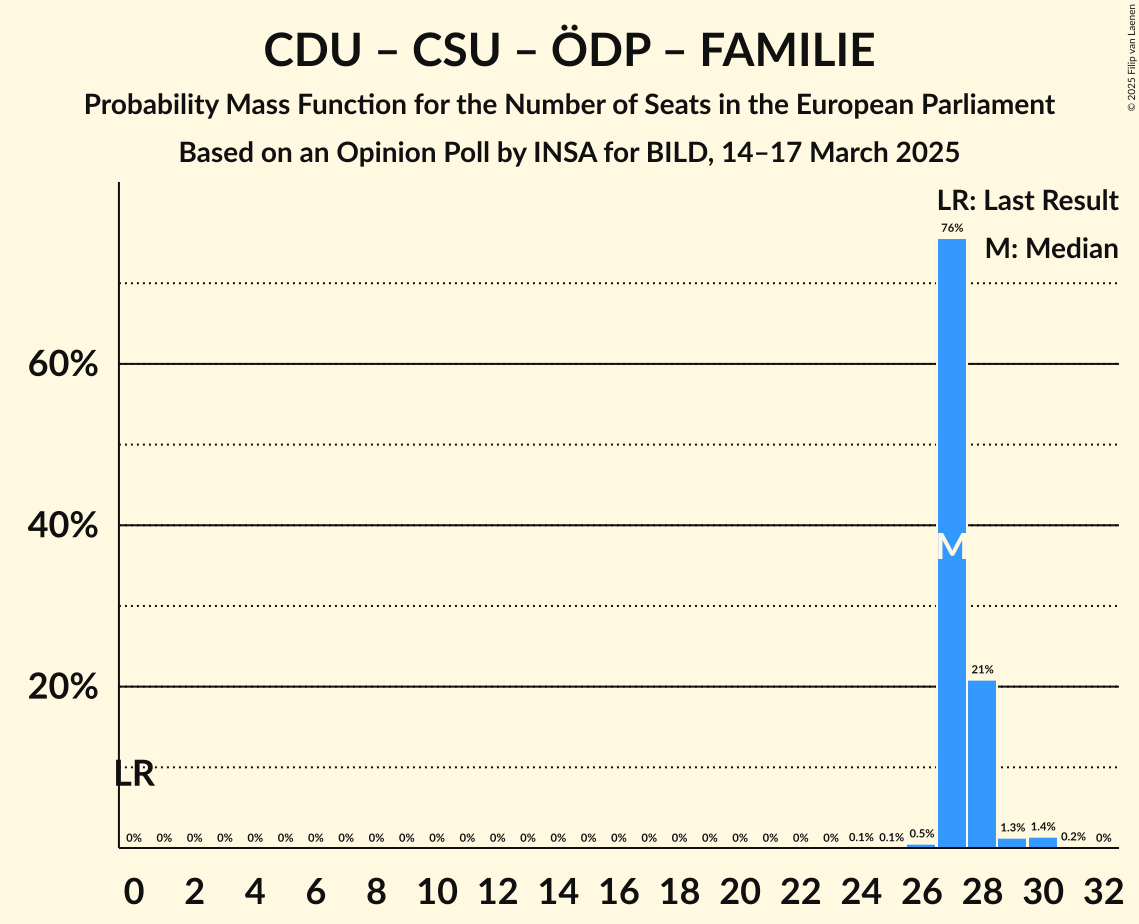 CDU – CSU – ÖDP – FAMILIE
Probability Mass Function for the Number of Seats in the European Parliament
Based on an Opinion Poll by INSA for BILD, 14–17 March 2025
© 2025 Filip van Laenen
LR: Last Result
M: Median
76%
60%
40%
M
21%
20%
LR
0% 0% 0% 0% 0% 0% 0% 0% 0% 0% 0% 0% 0% 0% 0% 0% 0% 0% 0% 0% 0% 0% 0% 0% 0.1% 0.1% 0.5% 1.3% 1.4% 0.2% 0%
0 2 4 6 8 10 12 14 16 18 20 22 24 26 28 30 32